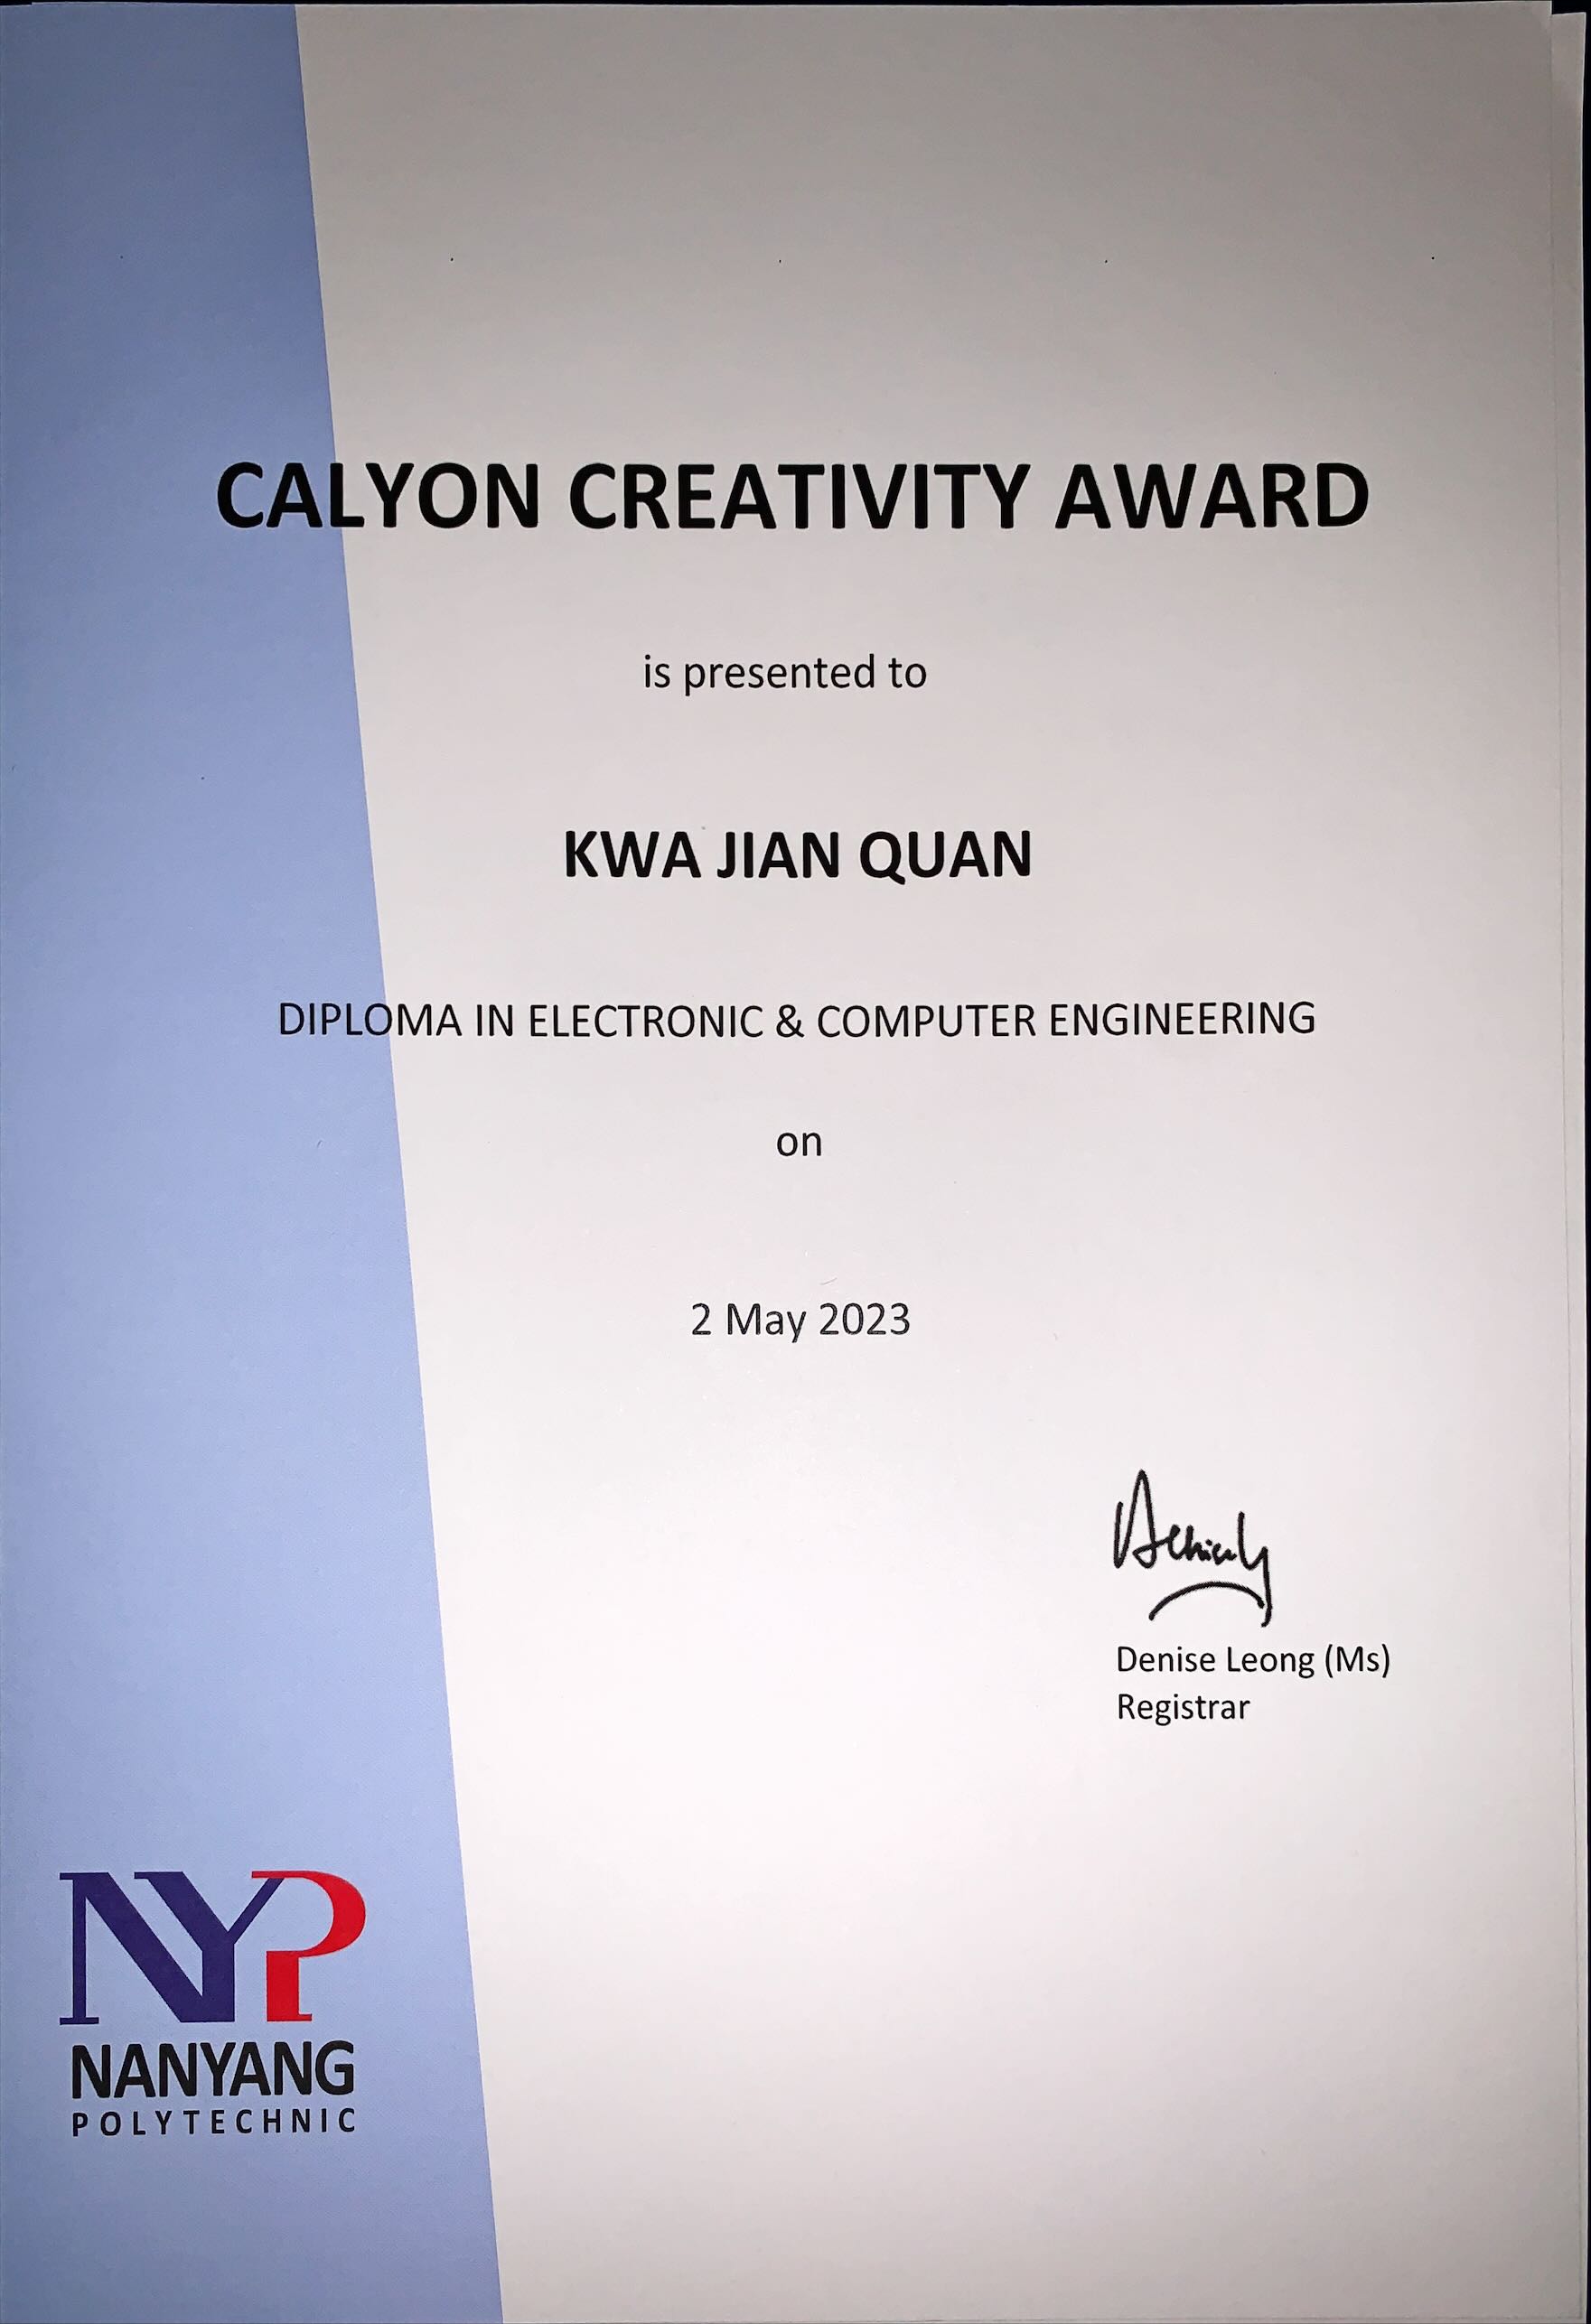 CALYON CREATIVITY AWARD
is presented to
KWA JIAN QUAN
DIPLOMA IN ELECTRONIC & COMPUTER ENGINEERING
on
2 May 2023
Denise Leong (Ms)
Registrar
NYP
NANYANG
POLYTECHNIC